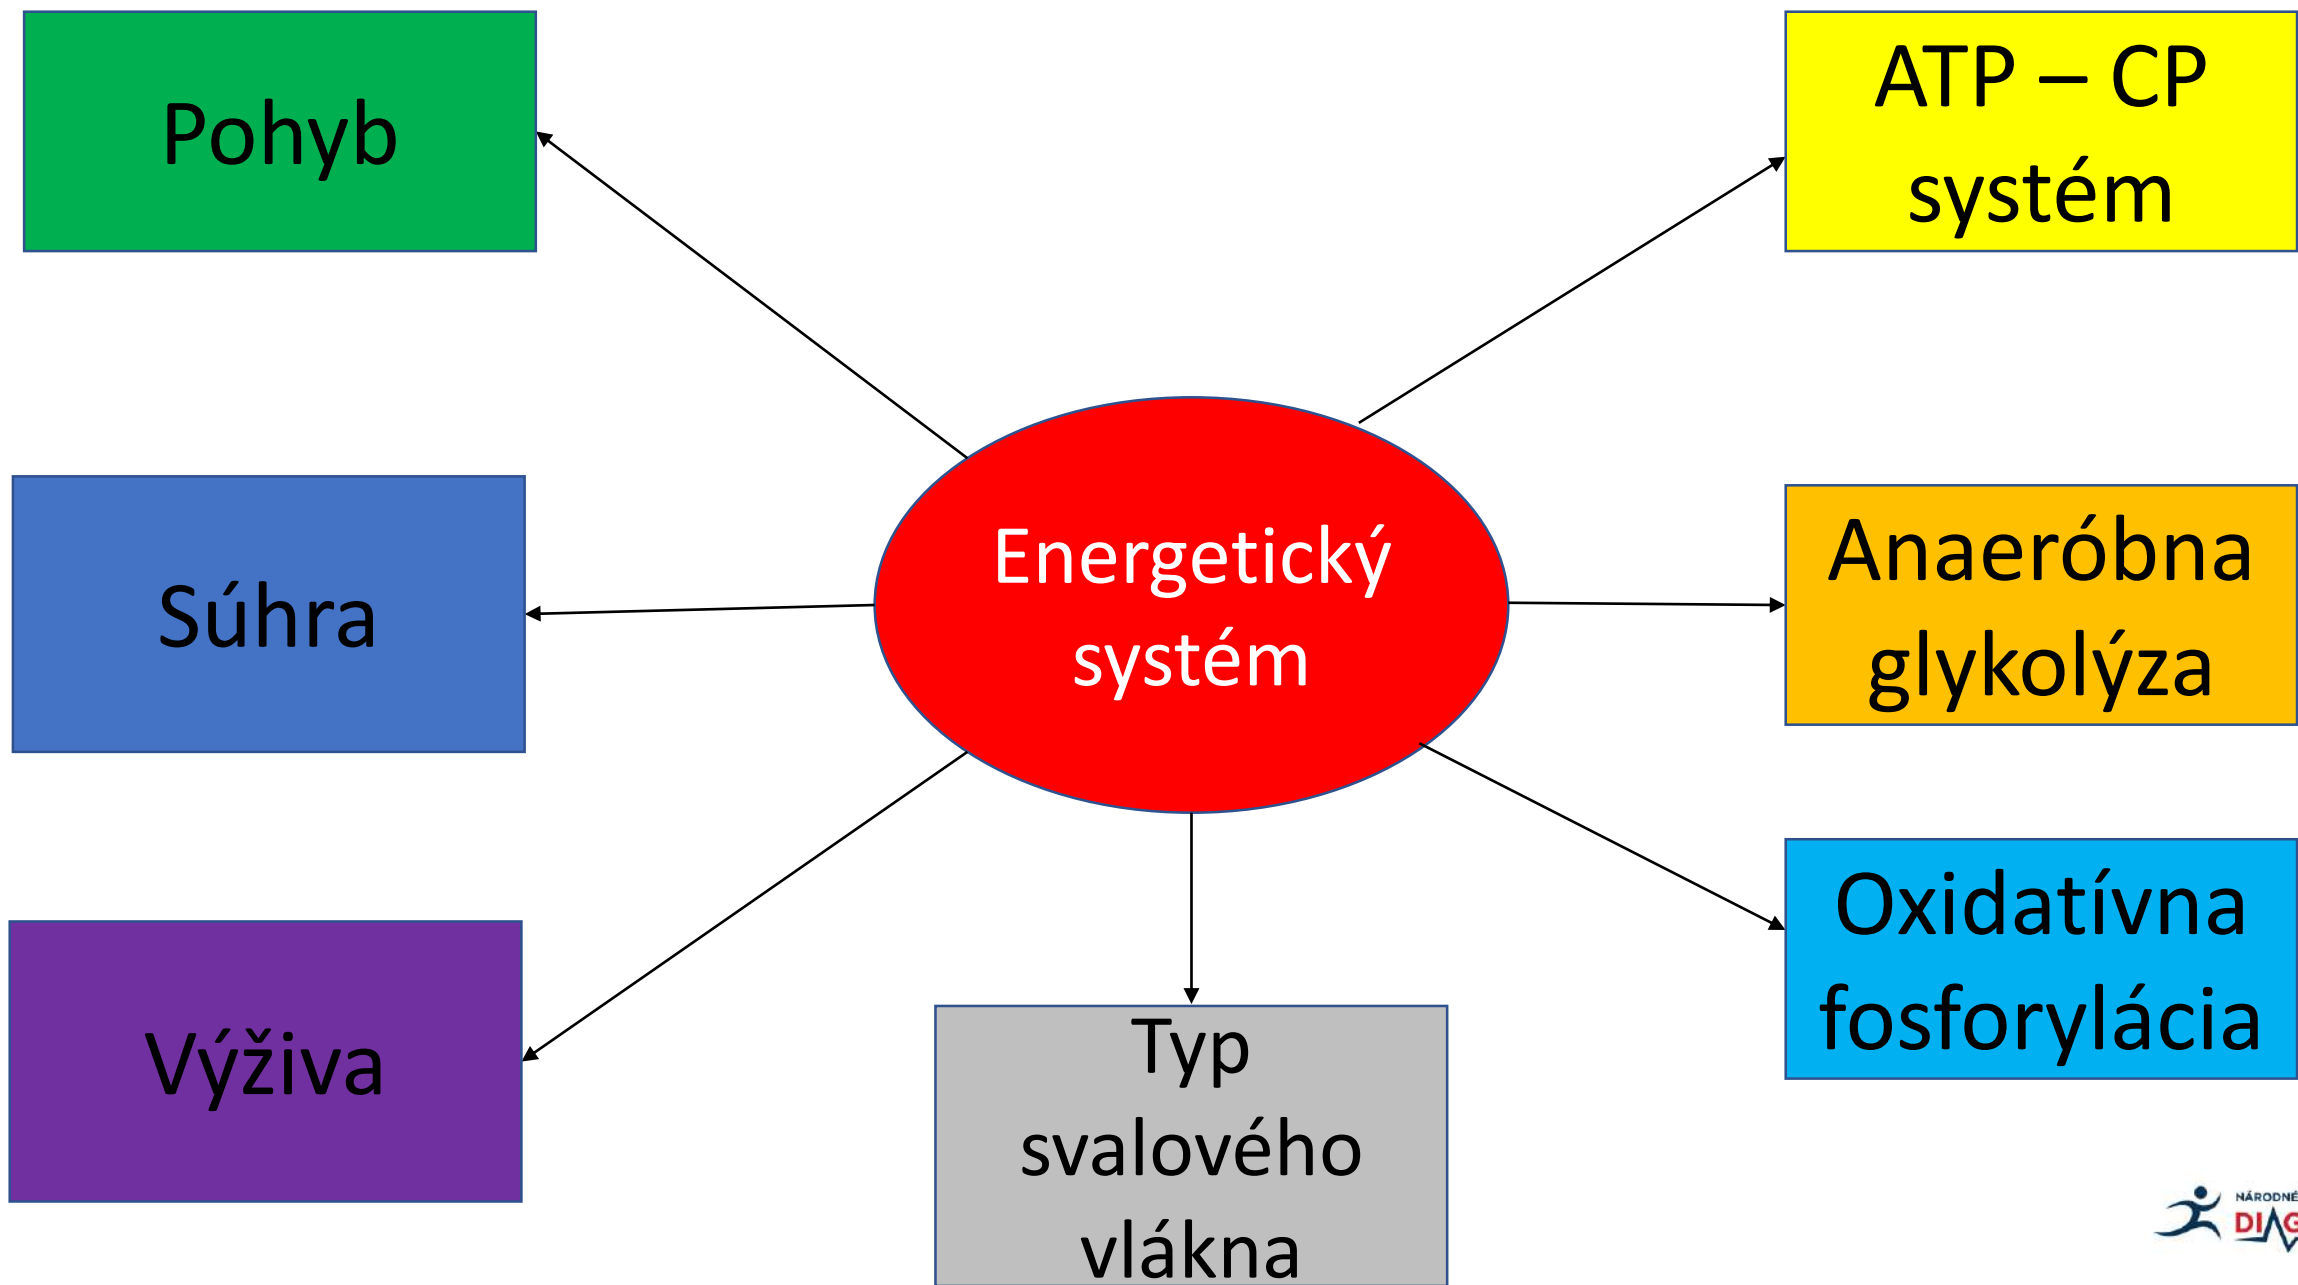 Pohyb
ATP – CP
systém
Energetický
systém
Súhra
Anaeróbna
glykolýza
Výživa
Typ
svalového
vlákna
Oxidatívna
fosforylácia
NÁRODNÉ